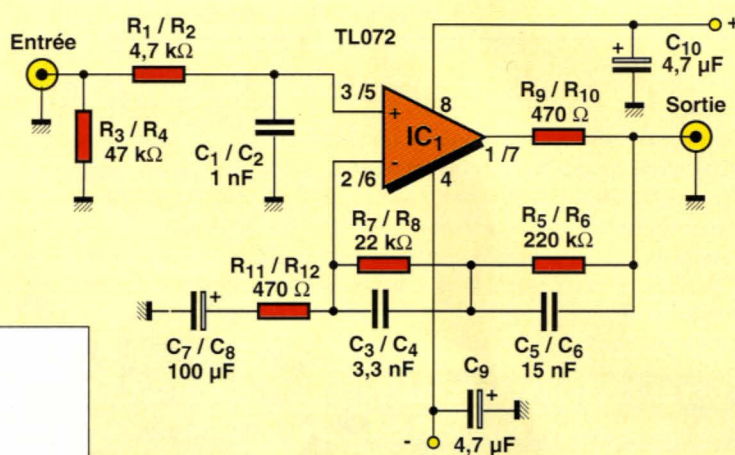 Entrée
R1 / R2
4,7 kΩ
TL072
+
C10
4,7 µF
+
R3 / R4
47 kΩ
C1 / C2
1 nF
3 /5
+
8
IC1
-
2 /6
4
1 /7
R9 / R10
470 Ω
Sortie
R7 / R8
22 kΩ
R5 / R6
220 kΩ
R11 / R12
470 Ω
+
C7 / C8
100 µF
C3 / C4
3,3 nF
C5 / C6
15 nF
C9
+
-
4,7 µF